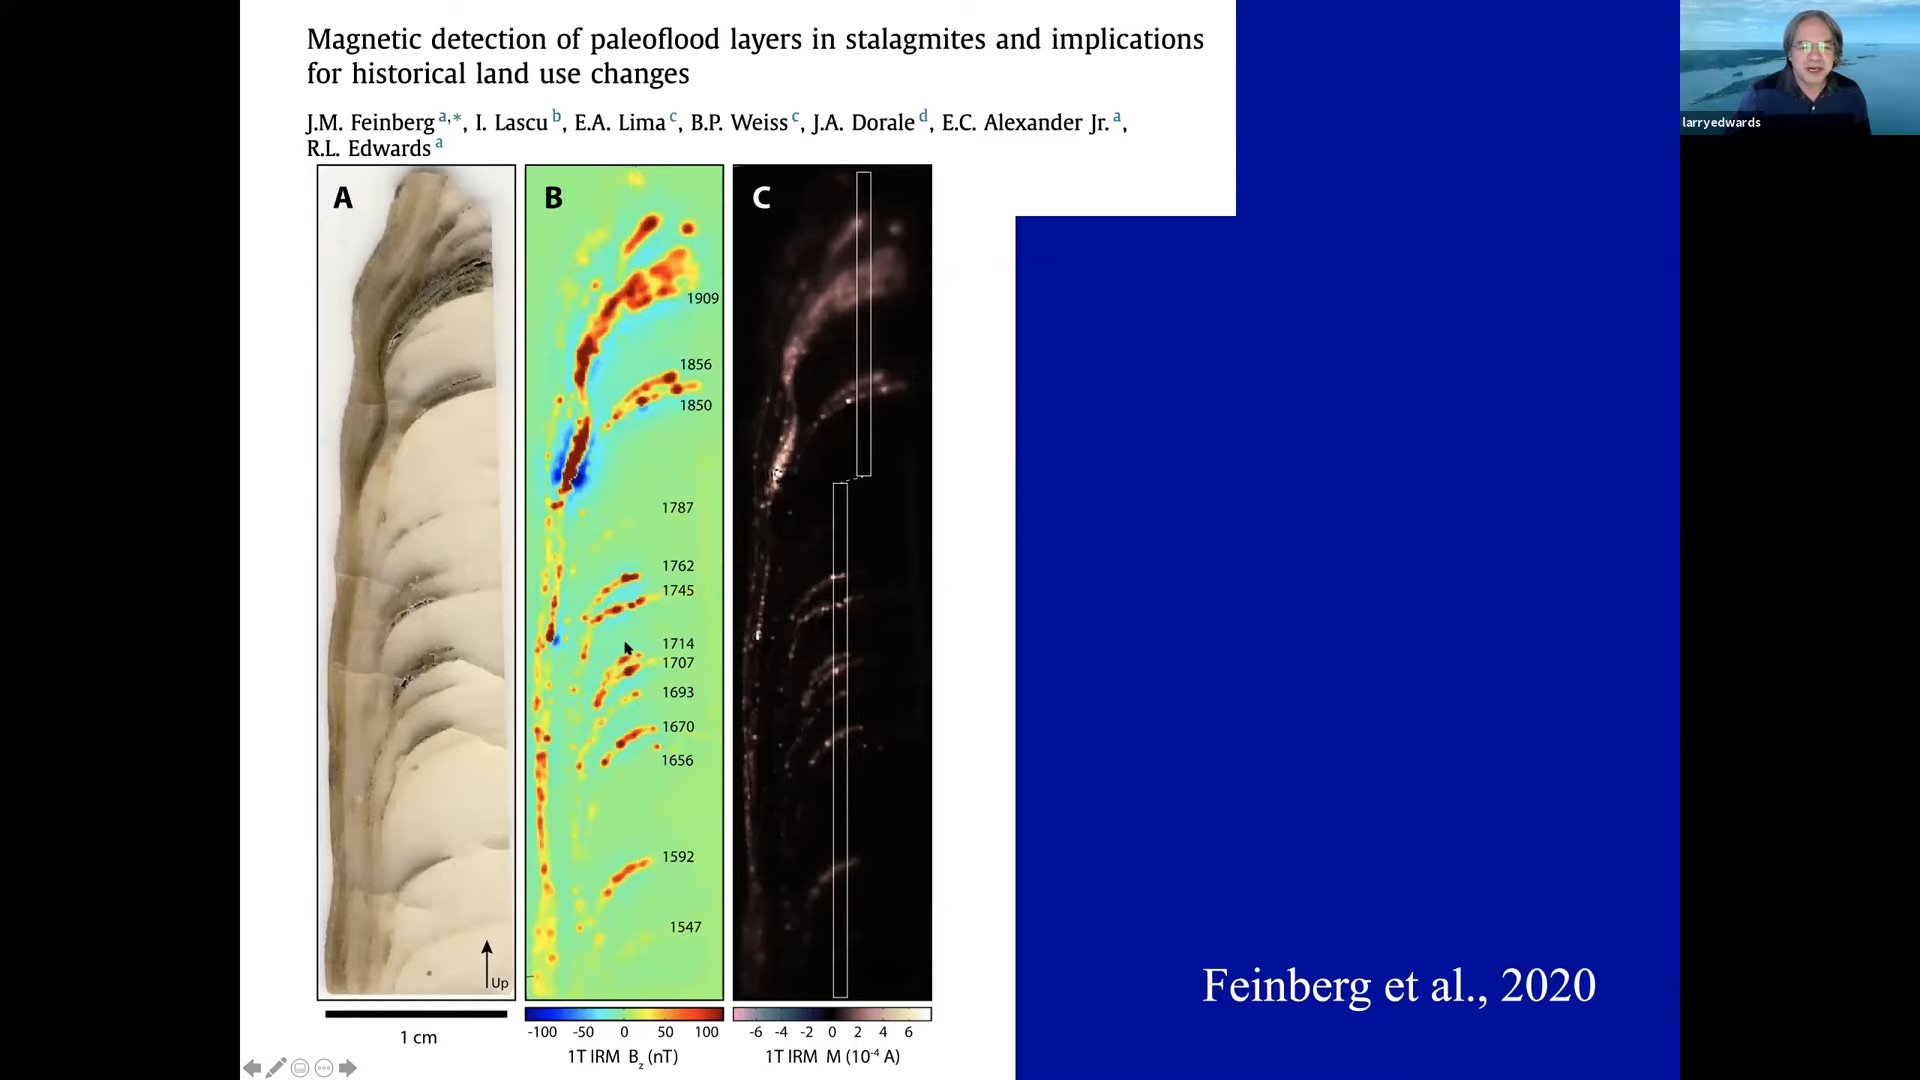 Magnetic detection of paleoflood layers in stalagmites and implications
for historical land use changes
J.M. Feinberg a,*, I. Lascu b, E.A. Lima c, B.P. Weiss c, J.A. Dorale d, E.C. Alexander Jr. a,
R.L. Edwards a
larryedwards
A
Up
1 cm
B
1909
1856
1850
1787
1762
1745
1714
1707
1693
1670
1656
1592
1547
-100 -50 0 50 100
1T IRM Bz (nT)
C
-6 -4 -2 0 2 4 6
1T IRM M (10-4 A)
Feinberg et al., 2020